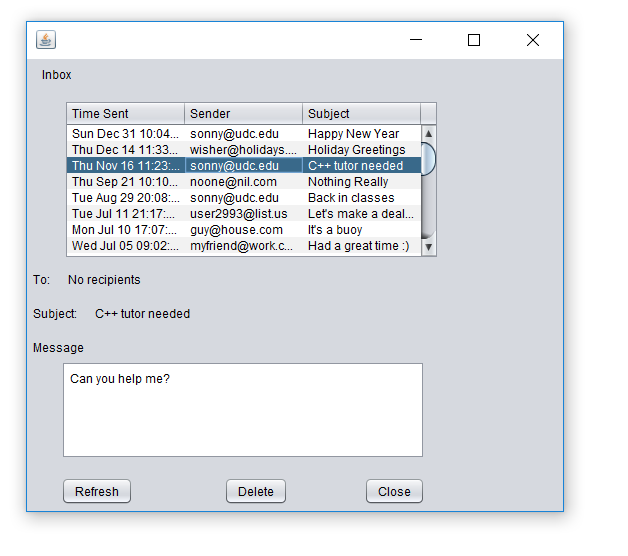 Inbox
Time Sent Sender Subject
Sun Dec 31 10:04... sonny@udc.edu Happy New Year
Thu Dec 14 11:33... wisher@holidays.... Holiday Greetings
Thu Nov 16 11:23:... sonny@udc.edu C++ tutor needed
Thu Sep 21 10:10... noone@nil.com Nothing Really
Tue Aug 29 20:08:... sonny@udc.edu Back in classes
Tue Jul 11 21:17:... user2993@list.us Let's make a deal...
Mon Jul 10 17:07:... guy@house.com It's a buoy
Wed Jul 05 09:02:... myfriend@work.c... Had a great time :)
To: No recipients
Subject: C++ tutor needed
Message
Can you help me?
Refresh Delete Close